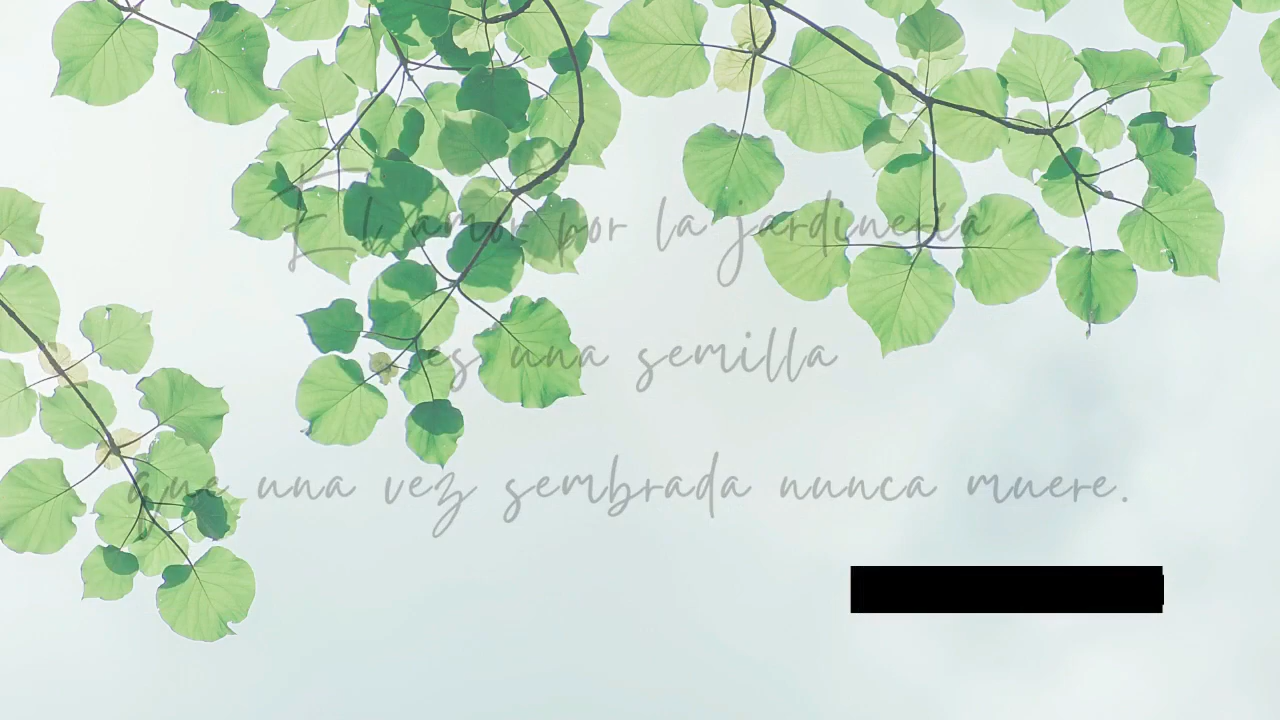 El amor por la jardinería
es una semilla
que una vez sembrada nunca muere.